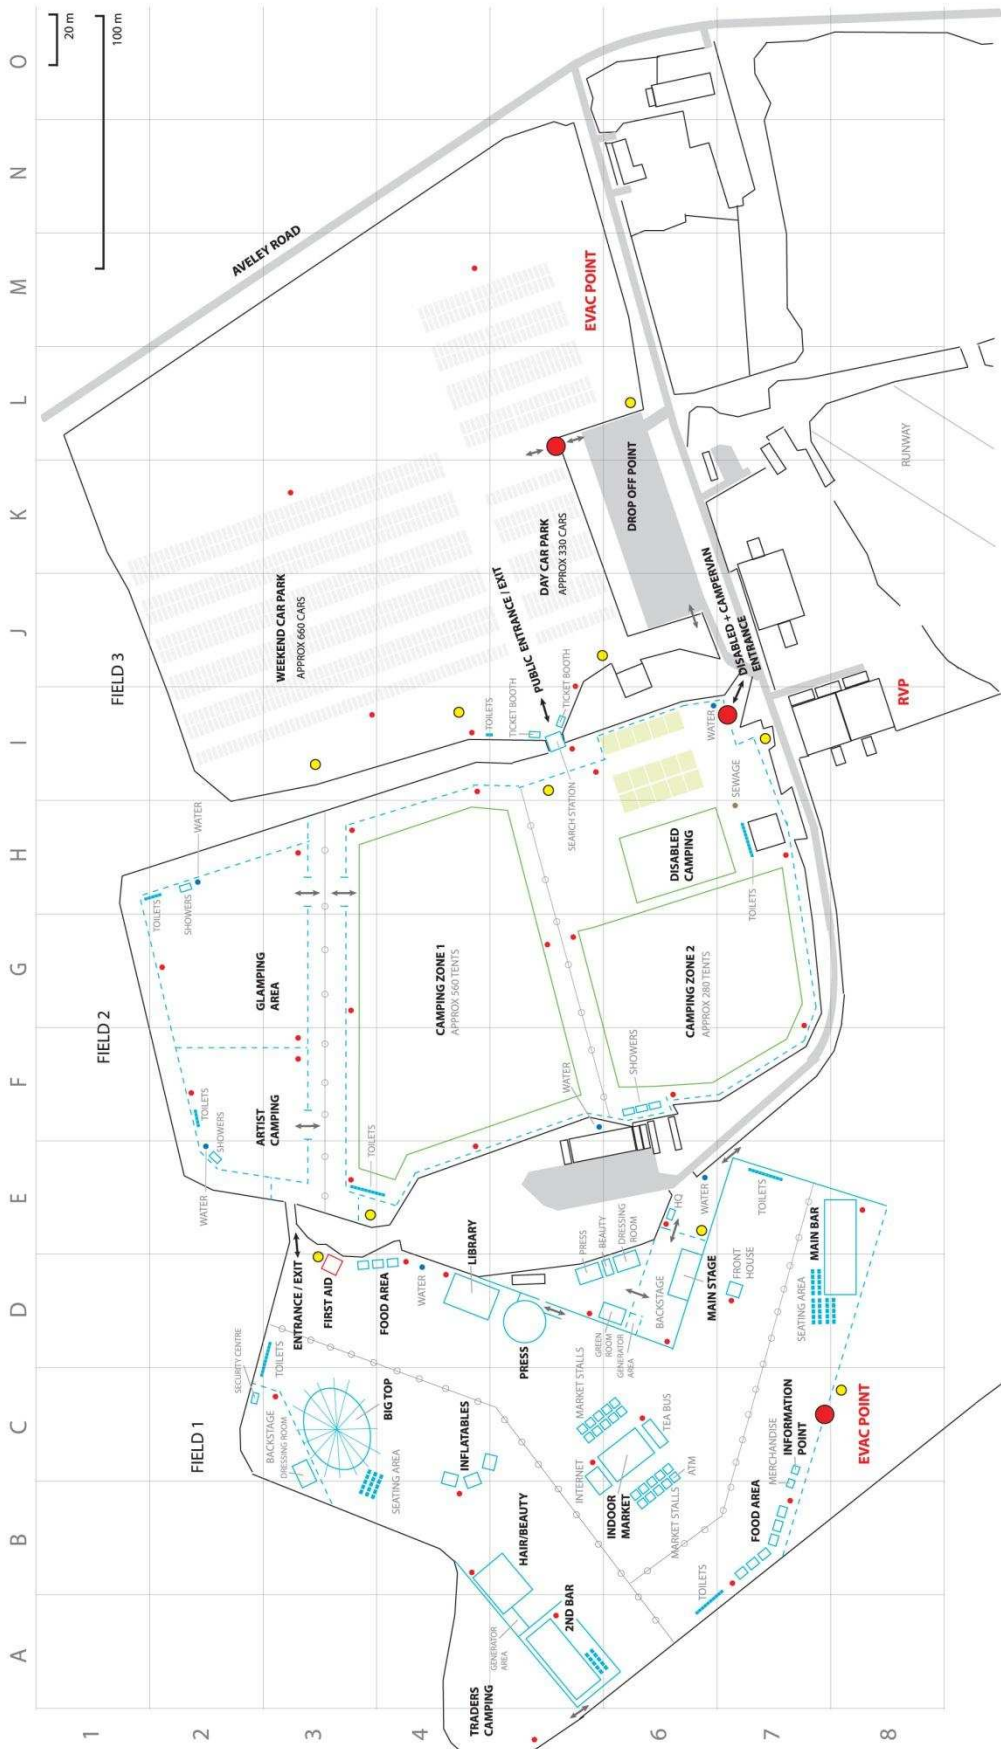 A
B
C
D
E
F
G
H
I
J
K
L
M
N
O
1
2
3
4
6
7
8
20 m
100 m
AVELEY ROAD
FIELD 3
WEEKEND CAR PARK
APPROX 660 CARS
DAY CAR PARK
APPROX 330 CARS
EVAC POINT
DROP OFF POINT
PUBLIC ENTRANCE / EXIT
TICKET BOOTH
TICKET BOOTH
TOILETS
SEARCH STATION
DISABLED + CAMPERVAN
ENTRANCE
RUNWAY
RVP
WATER
SEWAGE
TOILETS
DISABLED
CAMPING
FIELD 2
WATER
SHOWERS
TOILETS
GLAMPING
AREA
ARTIST
CAMPING
TOILETS
SHOWERS
WATER
CAMPING ZONE 1
APPROX 560 TENTS
CAMPING ZONE 2
APPROX 280 TENTS
SHOWERS
WATER
TOILETS
FIELD 1
ENTRANCE / EXIT
FIRST AID
FOOD AREA
WATER
LIBRARY
PRESS
PRESS
BEAUTY
DRESSING
ROOM
HQ
WATER
BACKSTAGE
MAIN STAGE
GREEN
ROOM
GENERATOR
AREA
FRONT
HOUSE
TOILETS
MAIN BAR
SEATING AREA
SECURITY CENTRE
TOILETS
BACKSTAGE
DRESSING ROOM
BIG TOP
SEATING AREA
INFLATABLES
MARKET STALLS
TEA BUS
INTERNET
INDOOR
MARKET
ATM
MARKET STALLS
MERCHANDISE
INFORMATION
POINT
EVAC POINT
FOOD AREA
TOILETS
HAIR/BEAUTY
GENERATOR
AREA
2ND BAR
TRADERS
CAMPING